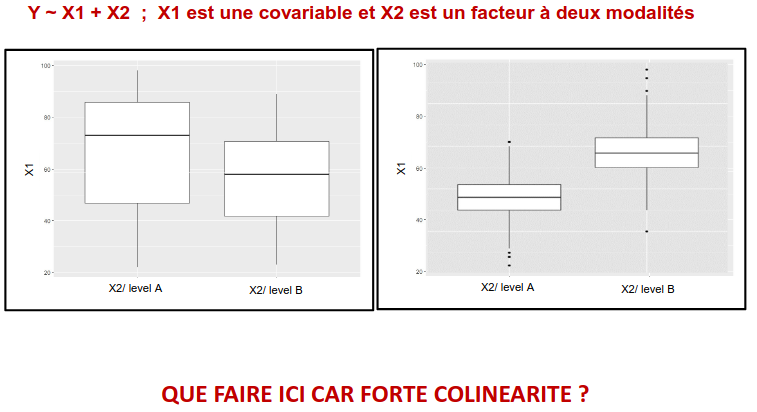 Y ~ X1 + X2 ; X1 est une covariable et X2 est un facteur à deux modalités
100
80
60
40
20
X1
X2/ level A
X2/ level B
100
80
60
40
20
X1
X2/ level A
X2/ level B
QUE FAIRE ICI CAR FORTE COLINEARITE ?